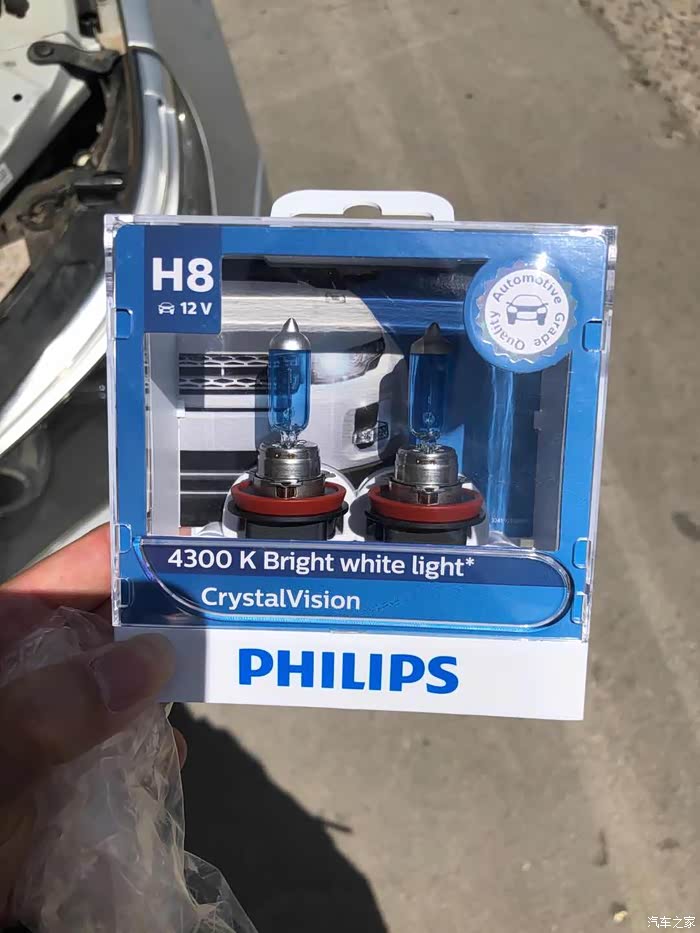 H8
12 V
Automotive Grade Quality
4300 K Bright white light*
CrystalVision
PHILIPS
汽车之家